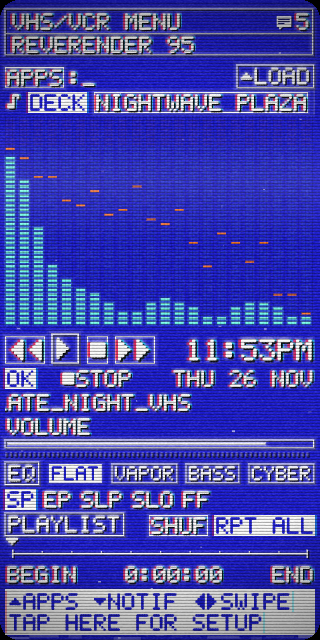 VHS/VCR MENU 5
REVERENDER 95
APPS:_ LOAD
DECK NIGHTWAVE PLAZA
11:53PM
OK STOP THU 26 NOV
ATE_NIGHT_VHS
VOLUME
EQ FLAT VAPOR BASS CYBER
SP EP SLP SLO FF
PLAYLIST SHUF RPT ALL
BEGIN 0:00:00 END
APPS NOTIF SWIPE
TAP HERE FOR SETUP